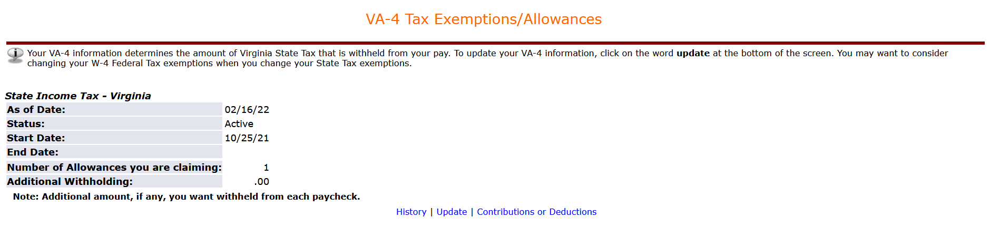 VA-4 Tax Exemptions/Allowances
Your VA-4 information determines the amount of Virginia State Tax that is withheld from your pay. To update your VA-4 information, click on the word update at the bottom of the screen. You may want to consider
changing your W-4 Federal Tax exemptions when you change your State Tax exemptions.
State Income Tax - Virginia
As of Date: 02/16/22
Status: Active
Start Date: 10/25/21
End Date:
Number of Allowances you are claiming: 1
Additional Withholding: .00
Note: Additional amount, if any, you want withheld from each paycheck.
History | Update | Contributions or Deductions